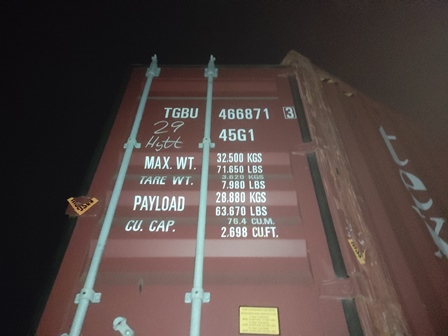 TGBU 466871 3
29 45G1
MAX. WT. 32.500 KGS
71.650 LBS
TARE WT. 3.620 KGS
7.980 LBS
PAYLOAD 28.880 KGS
63.670 LBS
CU. CAP. 76.4 CU.M.
2.698 CU.FT.